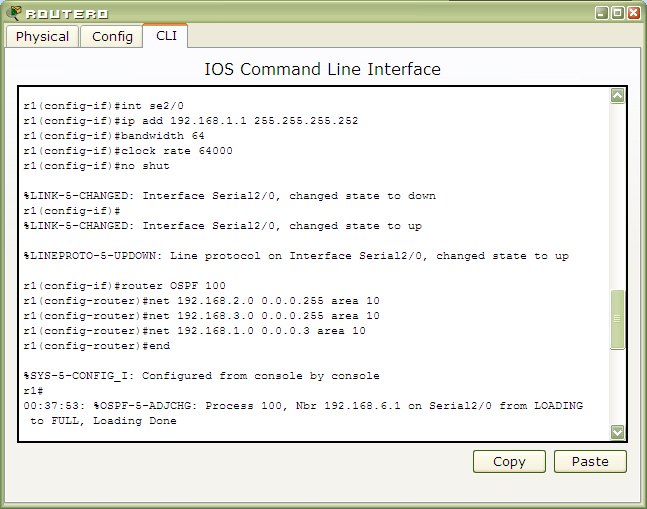 ROUTER0
Physical Config CLI
IOS Command Line Interface
r1(config-if)#int se2/0
r1(config-if)#ip add 192.168.1.1 255.255.255.252
r1(config-if)#bandwidth 64
r1(config-if)#clock rate 64000
r1(config-if)#no shut
%LINK-5-CHANGED: Interface Serial2/0, changed state to down
r1(config-if)#
%LINK-5-CHANGED: Interface Serial2/0, changed state to up
%LINEPROTO-5-UPDOWN: Line protocol on Interface Serial2/0, changed state to up
r1(config-if)#router OSPF 100
r1(config-router)#net 192.168.2.0 0.0.0.255 area 10
r1(config-router)#net 192.168.3.0 0.0.0.255 area 10
r1(config-router)#net 192.168.1.0 0.0.0.3 area 10
r1(config-router)#end
%SYS-5-CONFIG_I: Configured from console by console
r1#
00:37:53: %OSPF-5-ADJCHG: Process 100, Nbr 192.168.6.1 on Serial2/0 from LOADING
to FULL, Loading Done
Copy Paste